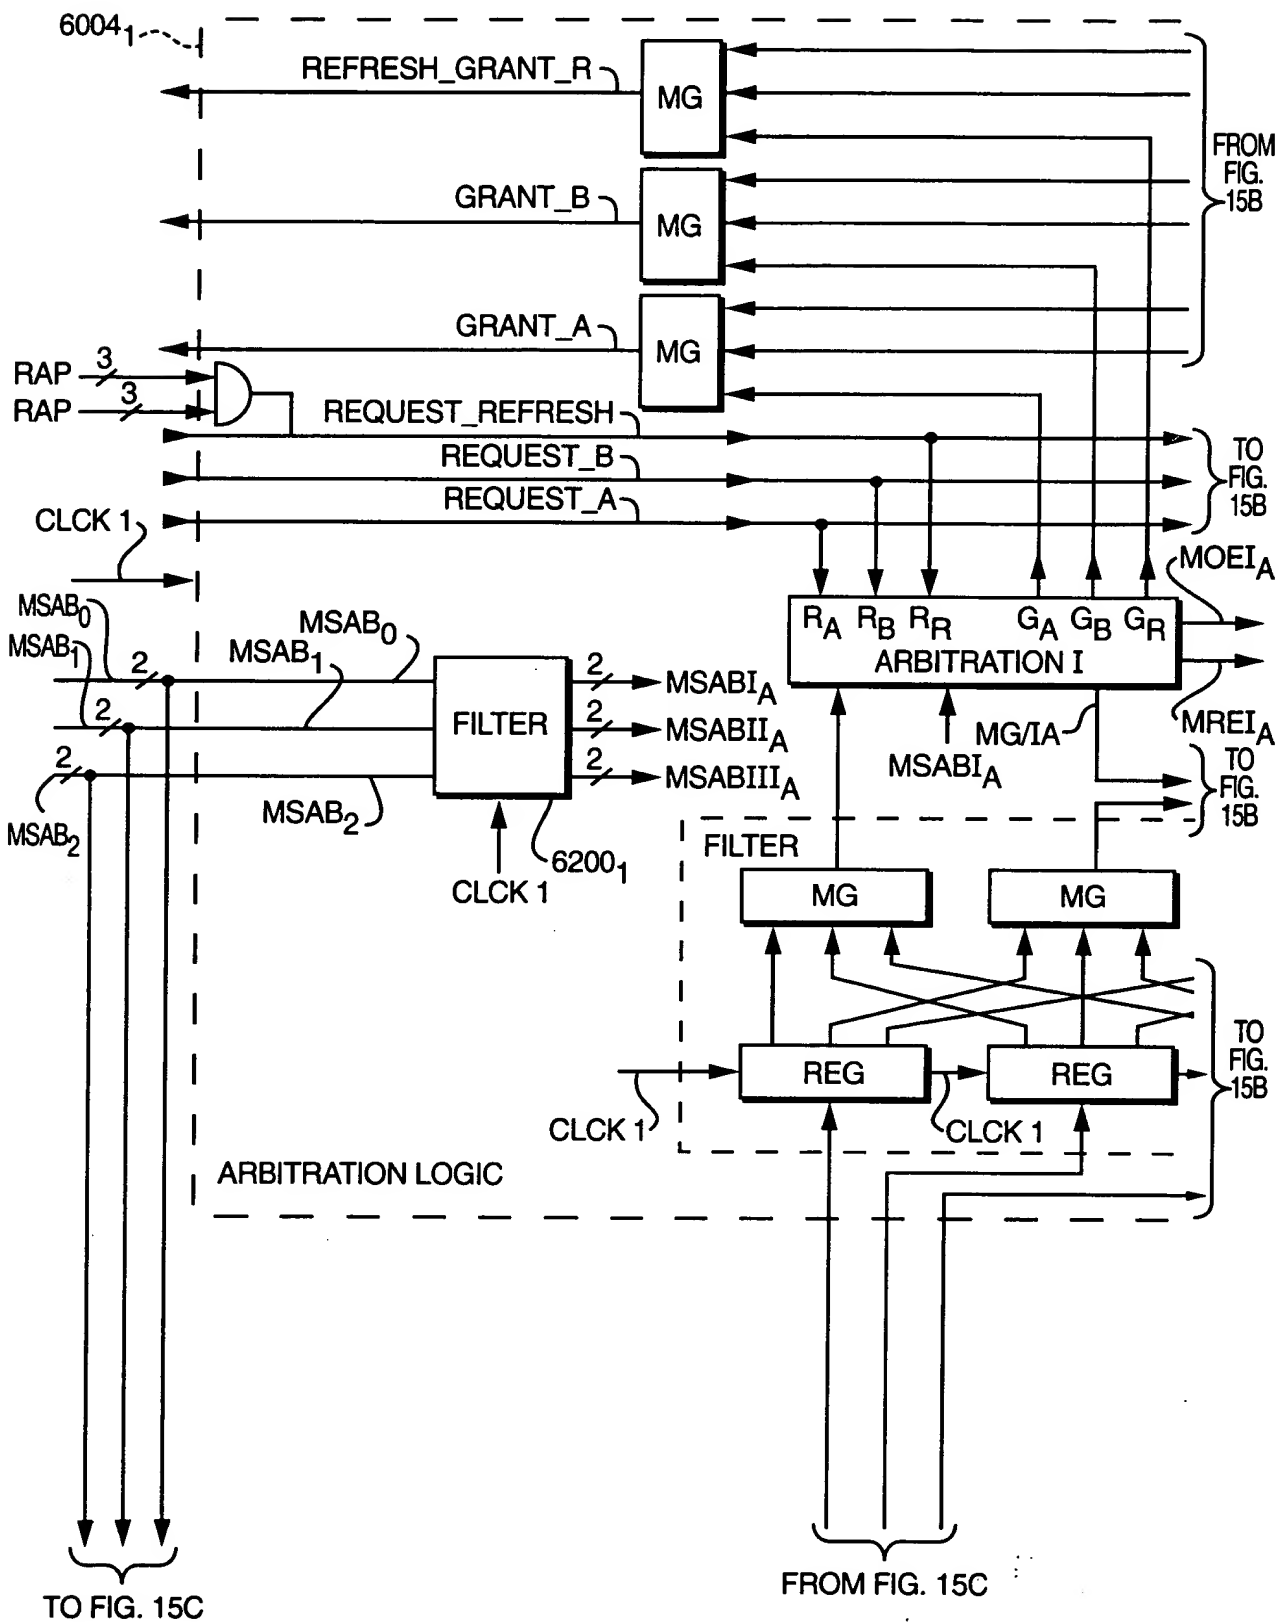 6004₁
REFRESH_GRANT_R
MG
FROM
FIG.
15B
GRANT_B
MG
GRANT_A
MG
RAP 3
RAP 3
REQUEST_REFRESH
REQUEST_B
REQUEST_A
TO
FIG.
15B
CLCK 1
MSAB₀
MSAB₁
MSAB₂
2
2
2
MSAB₀
MSAB₁
MSAB₂
FILTER
CLCK 1
6200₁
2 MSABI_A
2 MSABII_A
2 MSABIII_A
R_A R_B R_R G_A G_B G_R
ARBITRATION I
MOEI_A
MREI_A
MSABI_A
MG/IA
TO
FIG.
15B
FILTER
MG
MG
REG
REG
CLCK 1
CLCK 1
TO
FIG.
15B
ARBITRATION LOGIC
TO FIG. 15C
FROM FIG. 15C